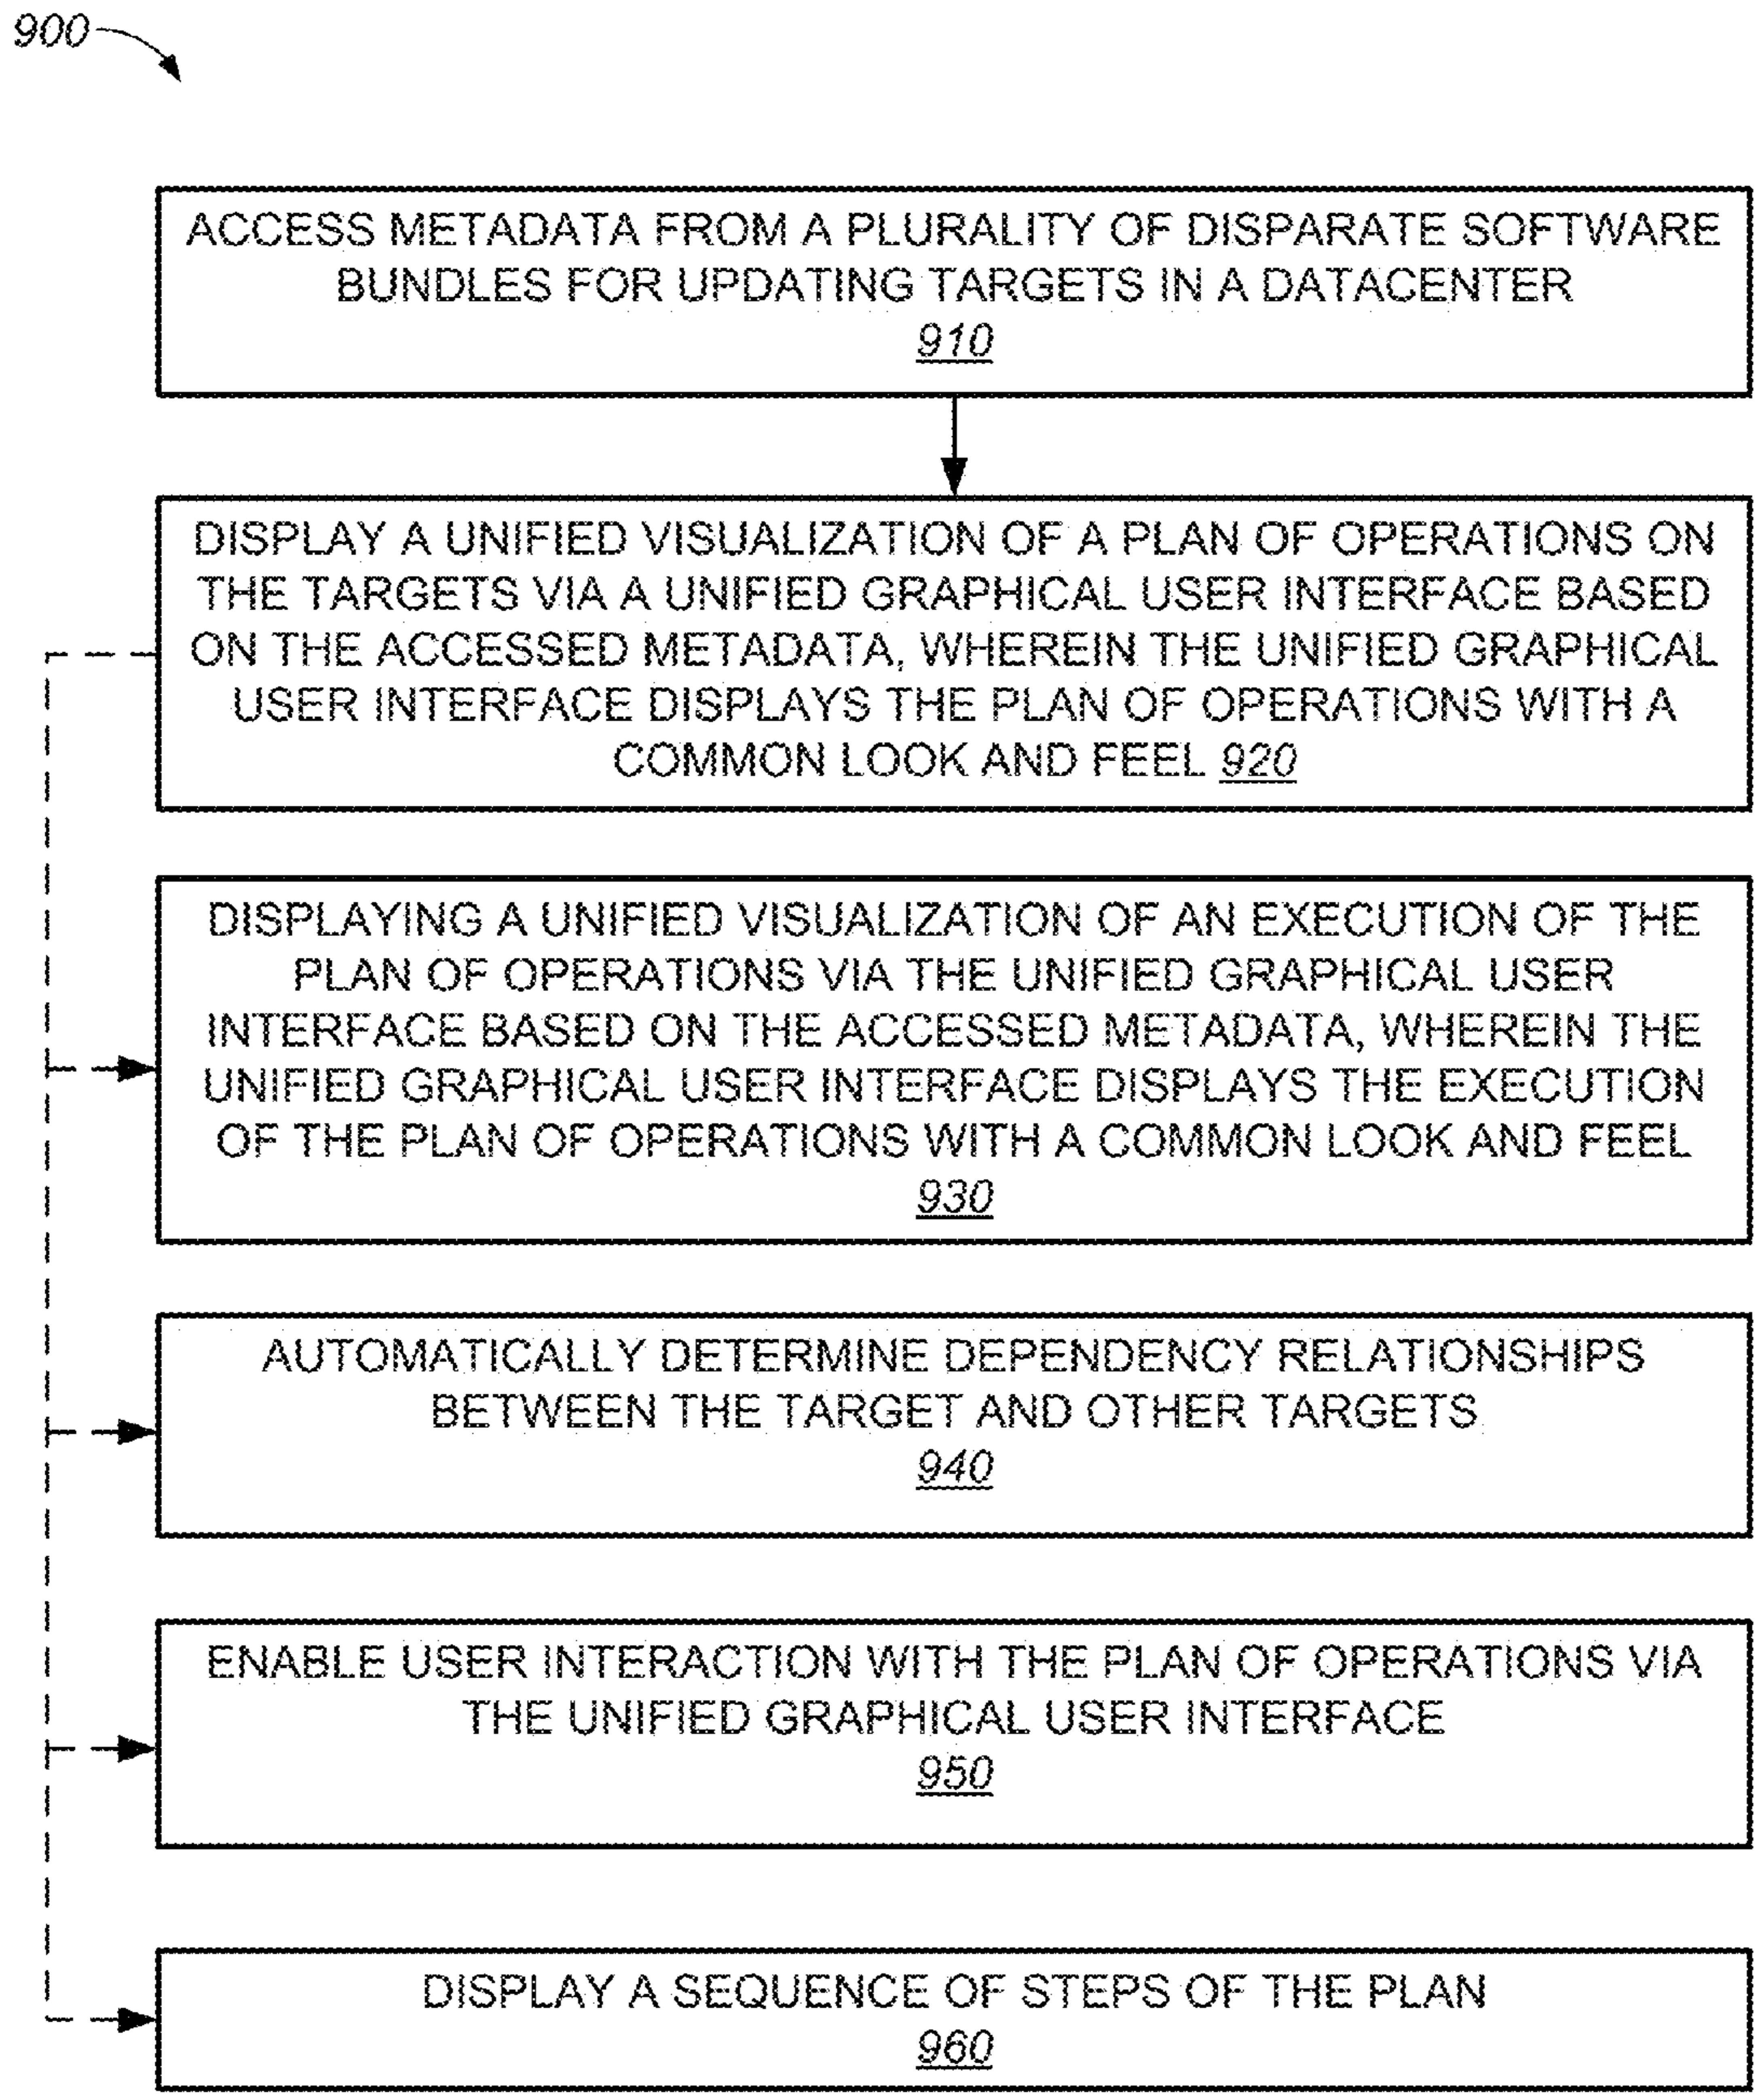 900
ACCESS METADATA FROM A PLURALITY OF DISPARATE SOFTWARE
BUNDLES FOR UPDATING TARGETS IN A DATACENTER
910
DISPLAY A UNIFIED VISUALIZATION OF A PLAN OF OPERATIONS ON
THE TARGETS VIA A UNIFIED GRAPHICAL USER INTERFACE BASED
ON THE ACCESSED METADATA, WHEREIN THE UNIFIED GRAPHICAL
USER INTERFACE DISPLAYS THE PLAN OF OPERATIONS WITH A
COMMON LOOK AND FEEL 920
DISPLAYING A UNIFIED VISUALIZATION OF AN EXECUTION OF THE
PLAN OF OPERATIONS VIA THE UNIFIED GRAPHICAL USER
INTERFACE BASED ON THE ACCESSED METADATA, WHEREIN THE
UNIFIED GRAPHICAL USER INTERFACE DISPLAYS THE EXECUTION
OF THE PLAN OF OPERATIONS WITH A COMMON LOOK AND FEEL
930
AUTOMATICALLY DETERMINE DEPENDENCY RELATIONSHIPS
BETWEEN THE TARGET AND OTHER TARGETS
940
ENABLE USER INTERACTION WITH THE PLAN OF OPERATIONS VIA
THE UNIFIED GRAPHICAL USER INTERFACE
950
DISPLAY A SEQUENCE OF STEPS OF THE PLAN
960